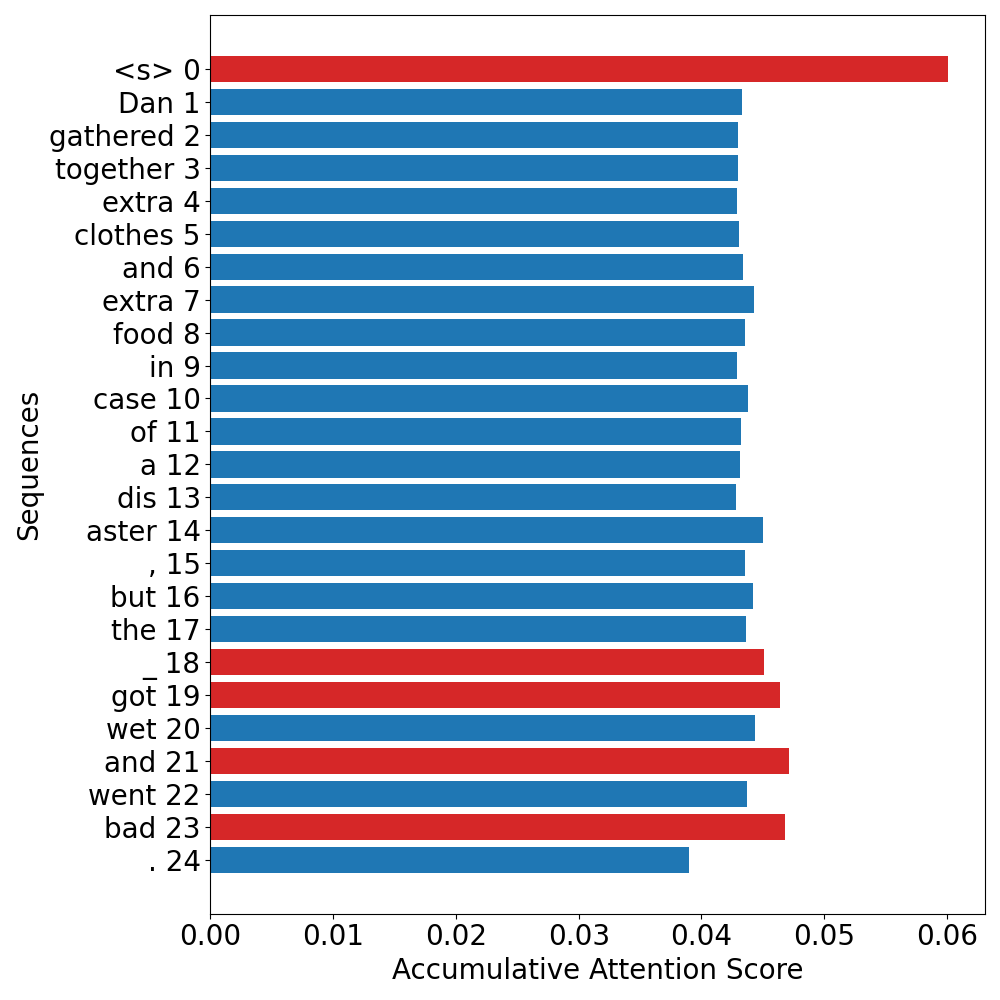 <s> 0
Dan 1
gathered 2
together 3
extra 4
clothes 5
and 6
extra 7
food 8
in 9
case 10
of 11
a 12
dis 13
aster 14
, 15
but 16
the 17
_ 18
got 19
wet 20
and 21
went 22
bad 23
. 24
Sequences
0.00 0.01 0.02 0.03 0.04 0.05 0.06
Accumulative Attention Score